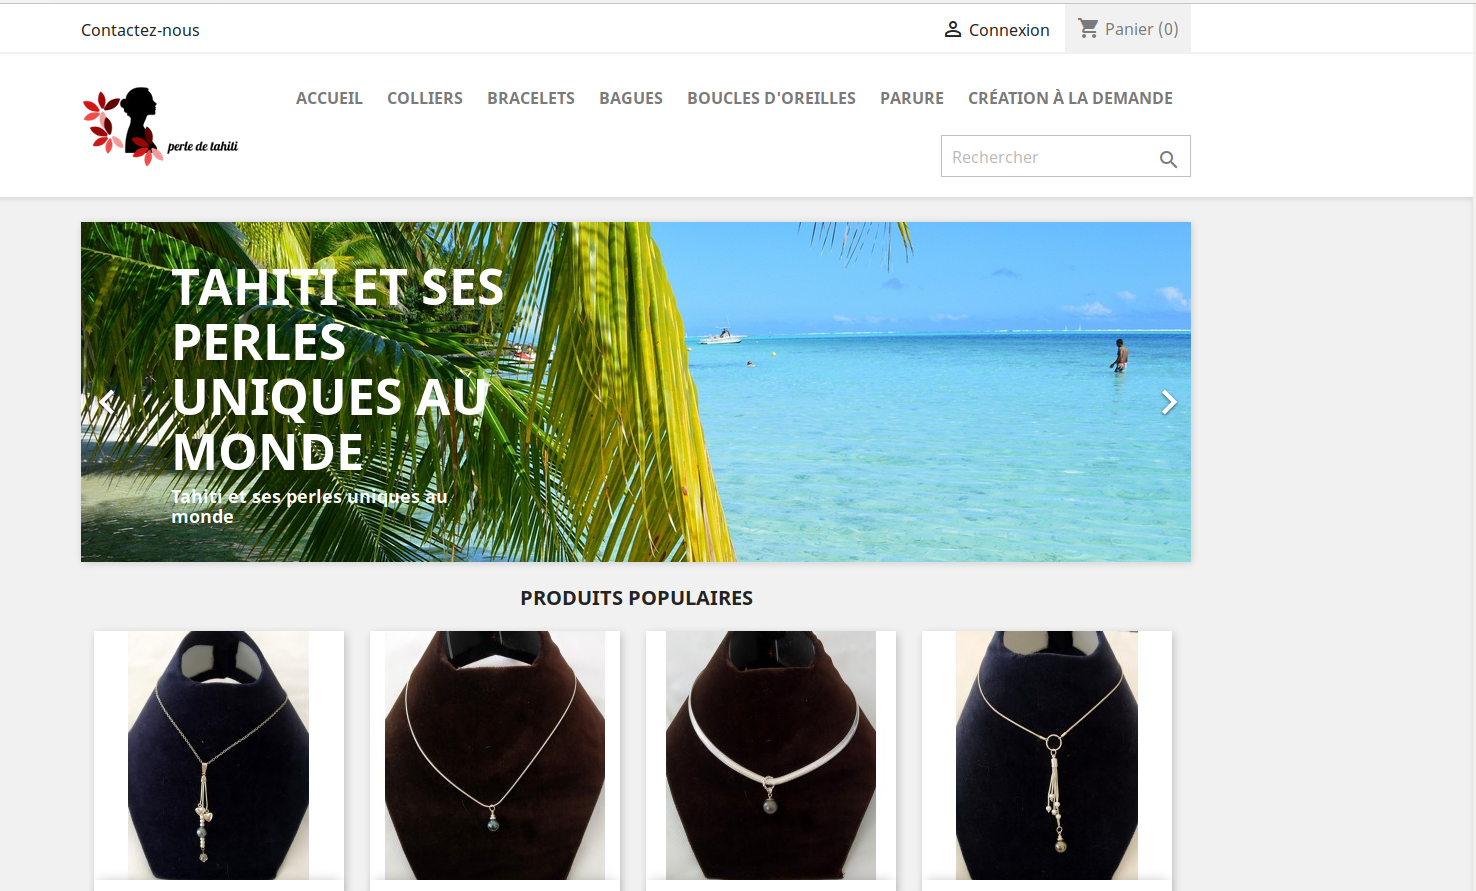 Contactez-nous
Connexion
Panier (0)
perle de tahiti
ACCUEIL COLLIERS BRACELETS BAGUES BOUCLES D'OREILLES PARURE CRÉATION À LA DEMANDE
Rechercher
TAHITI ET SES
PERLES
UNIQUES AU
MONDE
Tahiti et ses perles uniques au
monde
PRODUITS POPULAIRES